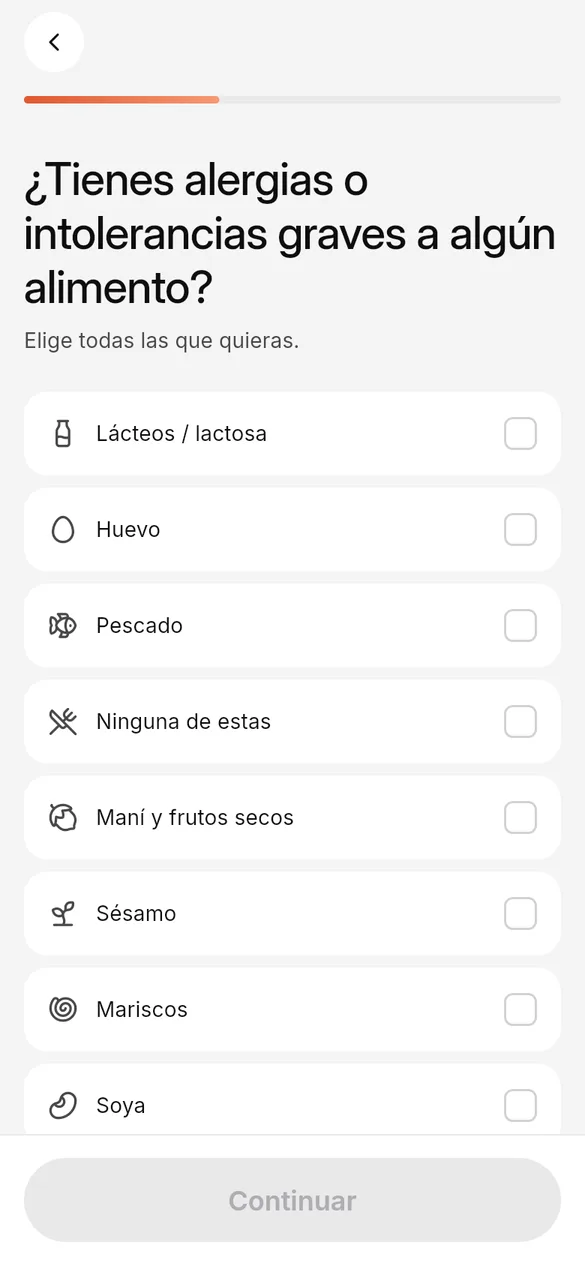 ¿Tienes alergias o
intolerancias graves a algún
alimento?
Elige todas las que quieras.
Lácteos / lactosa
Huevo
Pescado
Ninguna de estas
Maní y frutos secos
Sésamo
Mariscos
Soya
Continuar